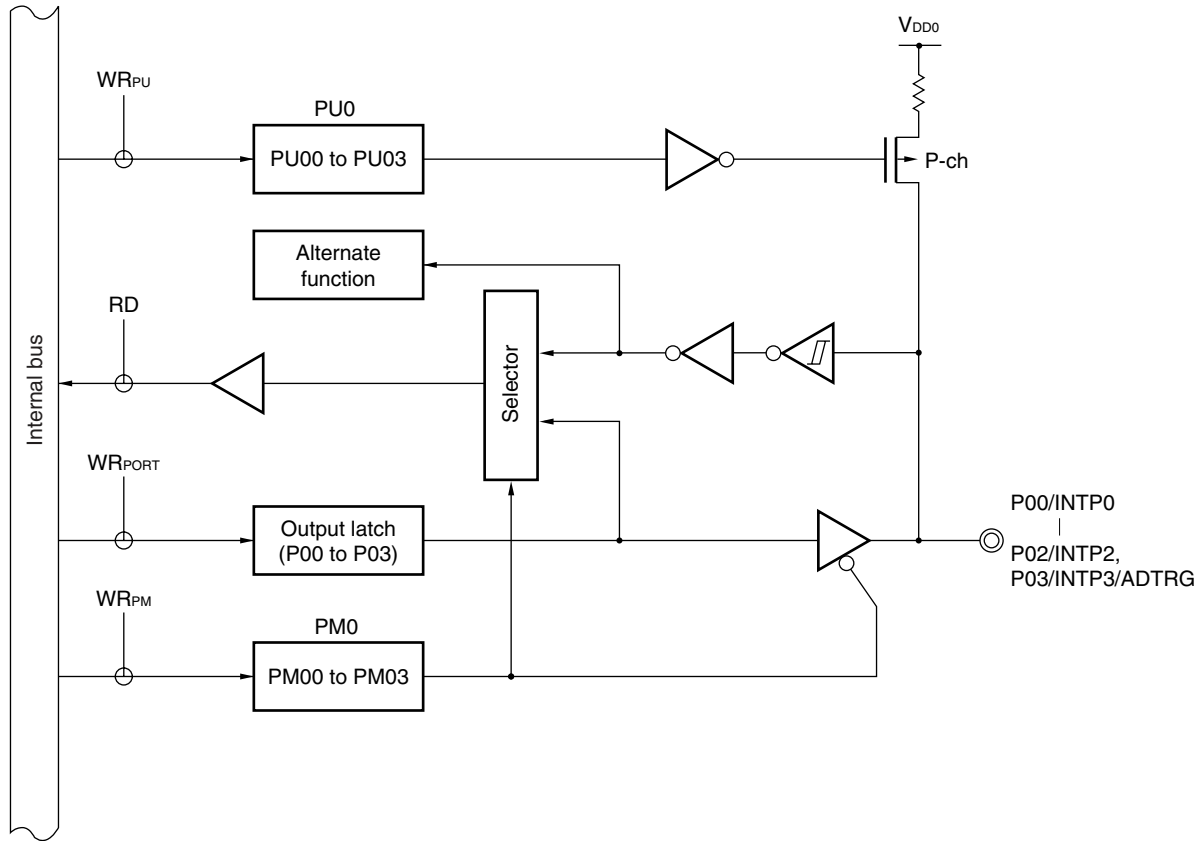 VDD0
WRPU
PU0
PU00 to PU03
P-ch
Alternate
function
RD
Internal bus
Selector
WRPORT
Output latch
(P00 to P03)
P00/INTP0
P02/INTP2,
P03/INTP3/ADTRG
WRPM
PM0
PM00 to PM03